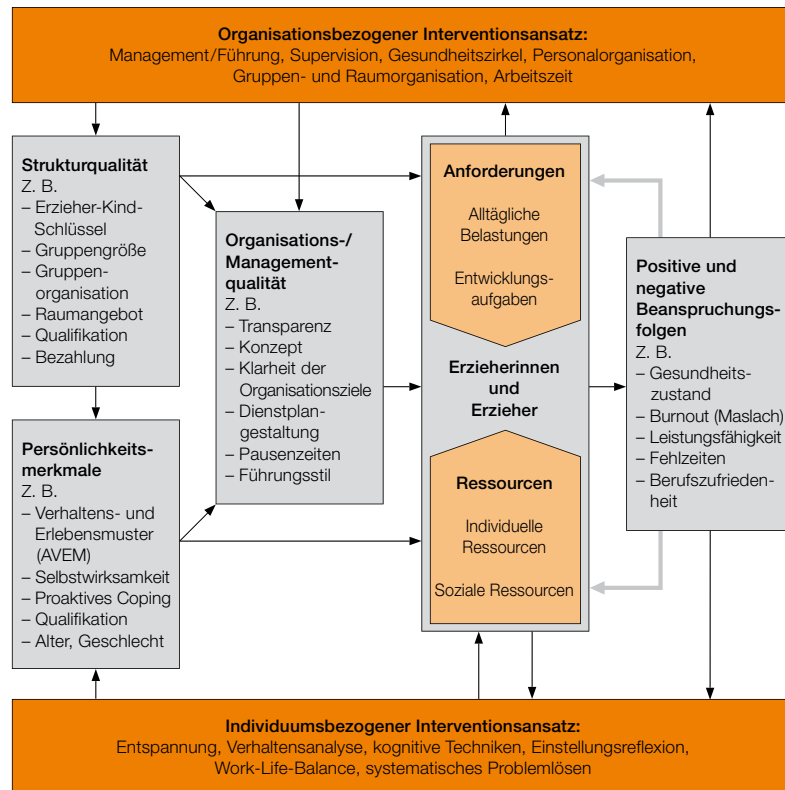 Organisationsbezogener Interventionsansatz:
Management/Führung, Supervision, Gesundheitszirkel, Personalorganisation,
Gruppen- und Raumorganisation, Arbeitszeit
Strukturqualität
Z. B.
– Erzieher-Kind-
Schlüssel
– Gruppengröße
– Gruppen-
organisation
– Raumangebot
– Qualifikation
– Bezahlung
Persönlichkeits-
merkmale
Z. B.
– Verhaltens- und
Erlebensmuster
(AVEM)
– Selbstwirksamkeit
– Proaktives Coping
– Qualifikation
– Alter, Geschlecht
Organisations-/
Management-
qualität
Z. B.
– Transparenz
– Konzept
– Klarheit der
Organisationsziele
– Dienstplan-
gestaltung
– Pausenzeiten
– Führungsstil
Anforderungen
Alltägliche
Belastungen
Entwicklungs-
aufgaben
Erzieherinnen
und
Erzieher
Ressourcen
Individuelle
Ressourcen
Soziale Ressourcen
Positive und
negative
Beanspruchungs-
folgen
Z. B.
– Gesundheits-
zustand
– Burnout (Maslach)
– Leistungsfähigkeit
– Fehlzeiten
– Berufszufrieden-
heit
Individuumsbezogener Interventionsansatz:
Entspannung, Verhaltensanalyse, kognitive Techniken, Einstellungsreflexion,
Work-Life-Balance, systematisches Problemlösen